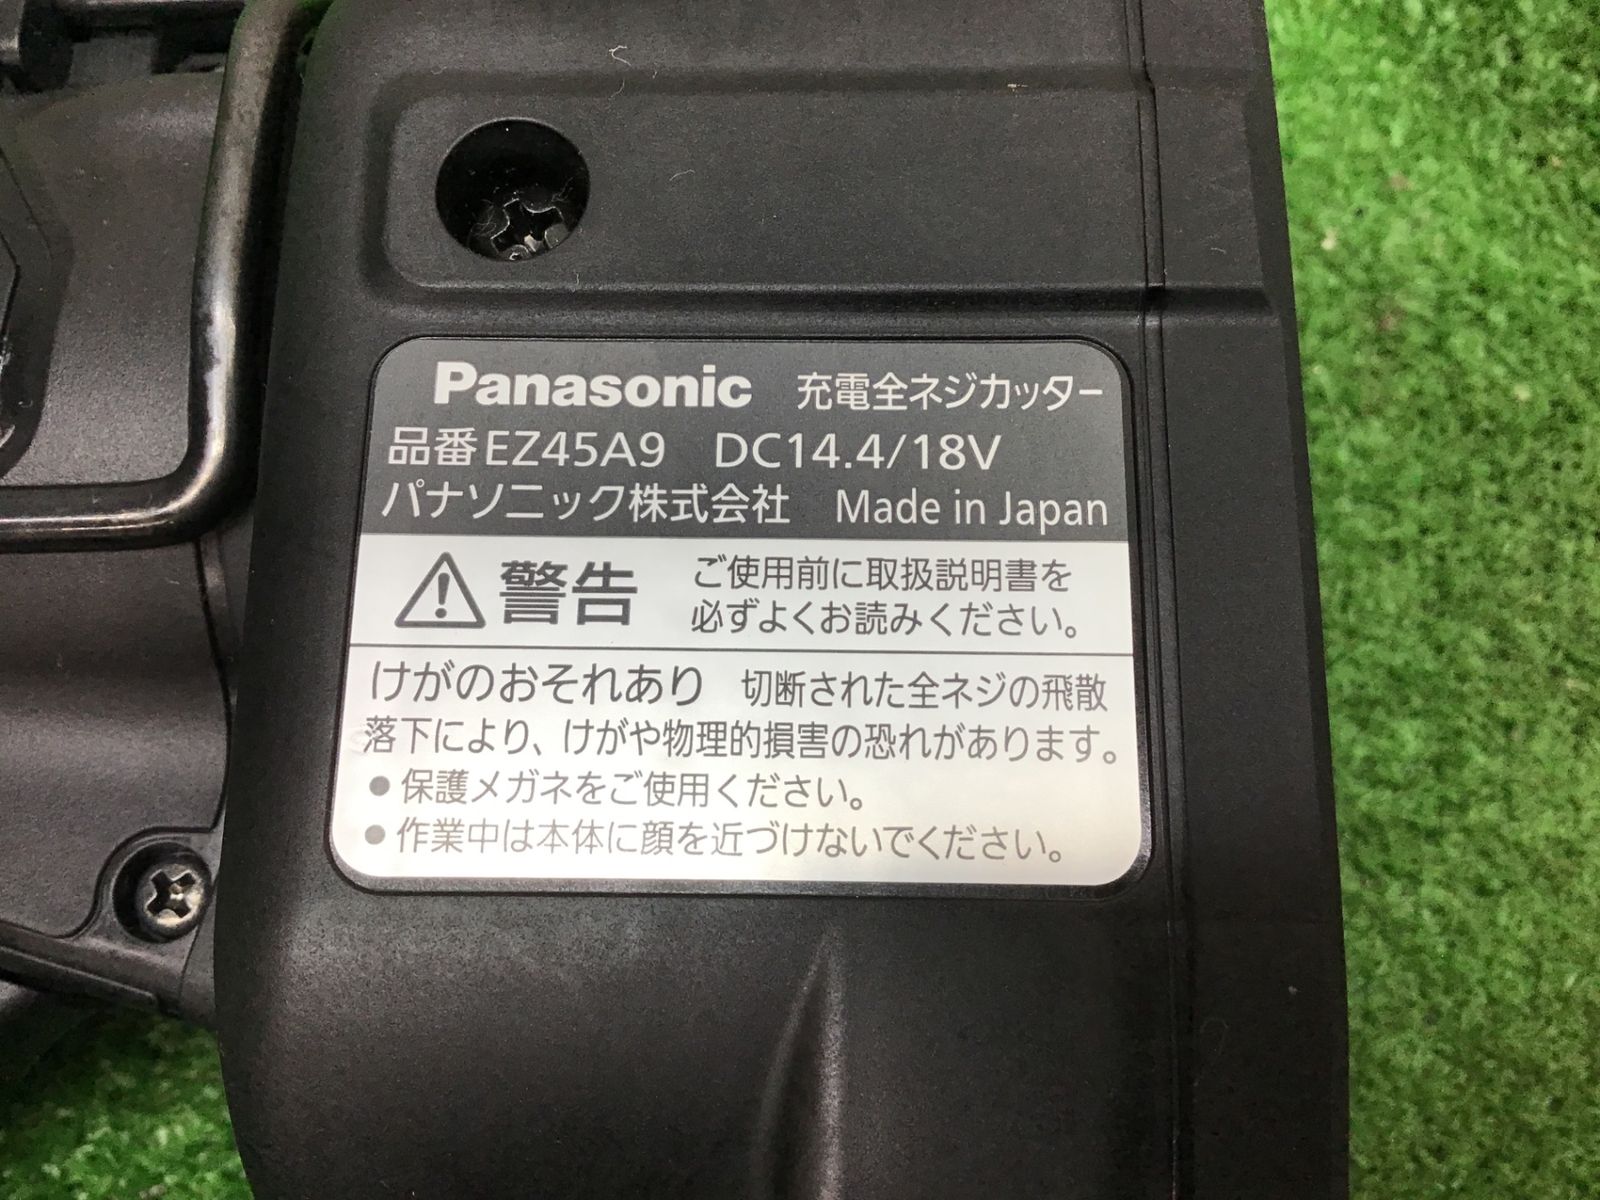 Panasonic 充電全ネジカッター
品番 EZ45A9 DC14.4/18V
パナソニック株式会社 Made in Japan
警告 ご使用前に取扱説明書を
必ずよくお読みください。
けがのおそれあり 切断された全ネジの飛散
落下により、けがや物理的損害の恐れがあります。
●保護メガネをご使用ください。
●作業中は本体に顔を近づけないでください。